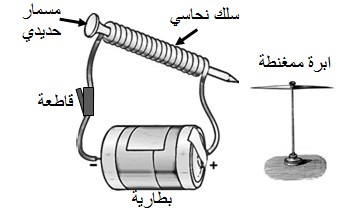 مسمار
حديدي
سلك نحاسي
ابرة ممغنطة
قاطعة
- +
بطارية